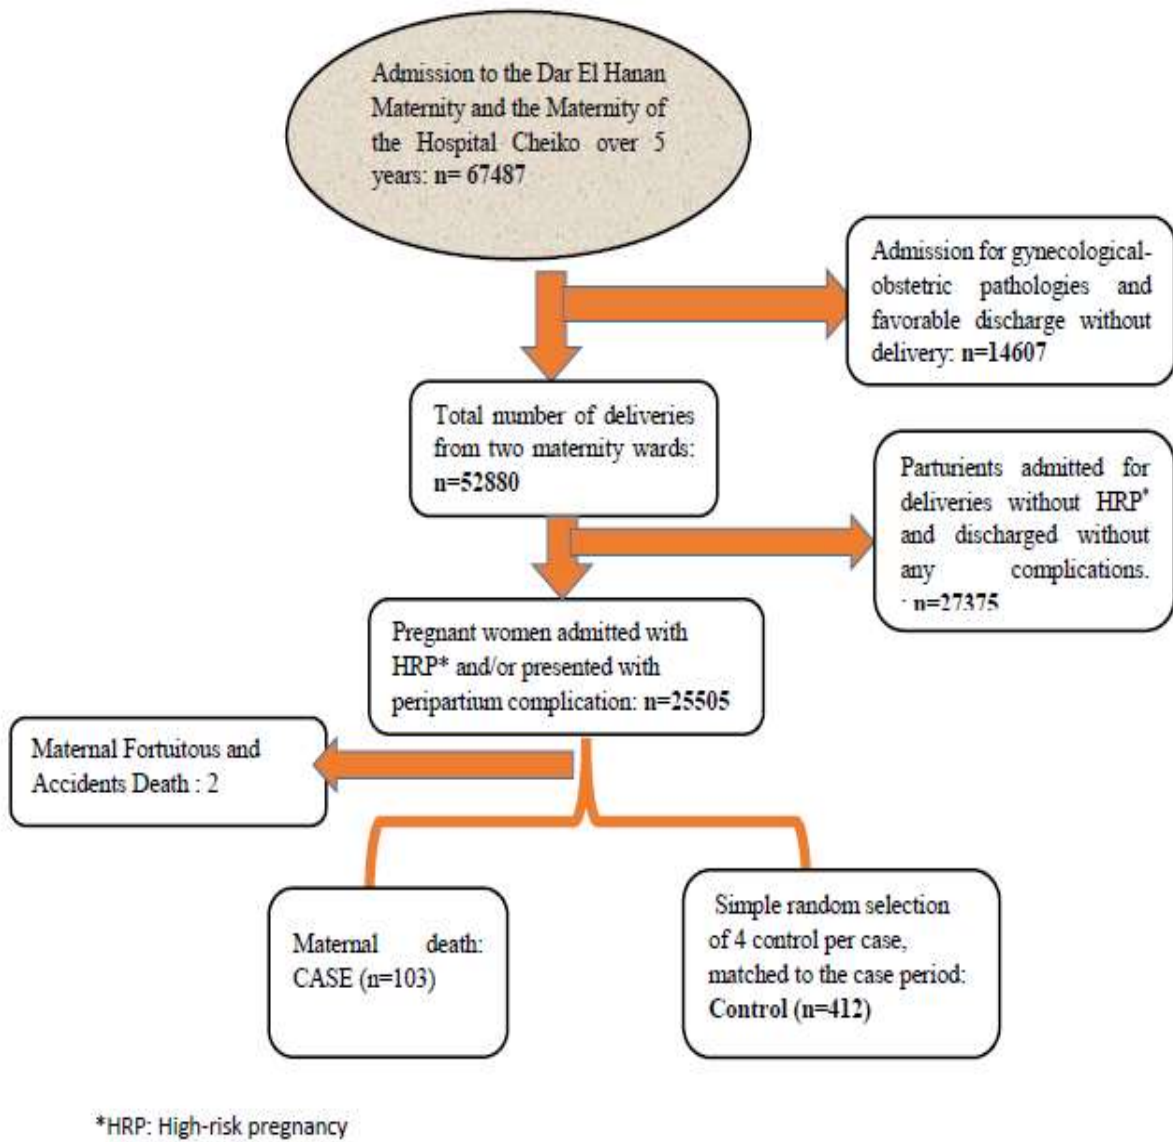 Admission to the Dar El Hanan
Maternity and the Maternity of
the Hospital Cheiko over 5
years: n= 67487
Admission for gynecological-
obstetric pathologies and
favorable discharge without
delivery: n=14607
Total number of deliveries
from two maternity wards:
n=52880
Parturients admitted for
deliveries without HRP*
and discharged without
any complications.
n=27375
Pregnant women admitted with
HRP* and/or presented with
peripartium complication: n=25505
Maternal Fortuitous and
Accidents Death : 2
Maternal death:
CASE (n=103)
Simple random selection
of 4 control per case,
matched to the case period:
Control (n=412)
*HRP: High-risk pregnancy